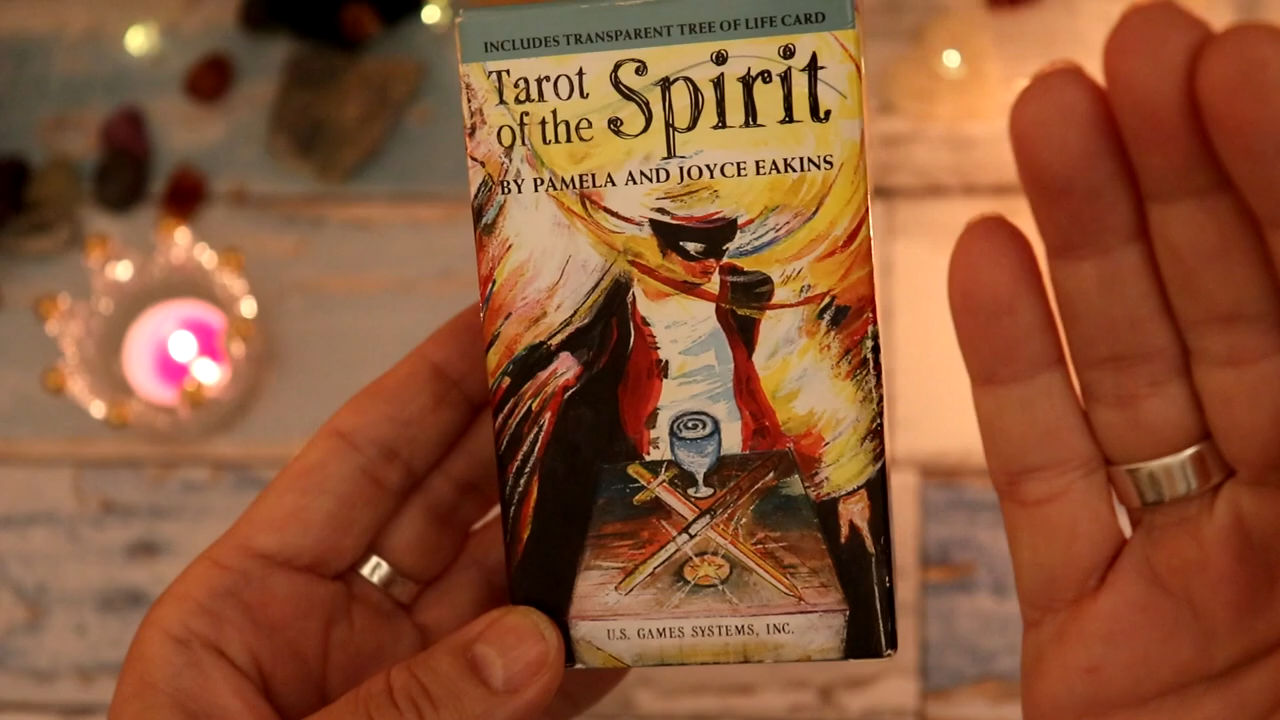 INCLUDES TRANSPARENT TREE OF LIFE CARD
Tarot
of the Spirit
BY PAMELA AND JOYCE EAKINS
U.S. GAMES SYSTEMS, INC.